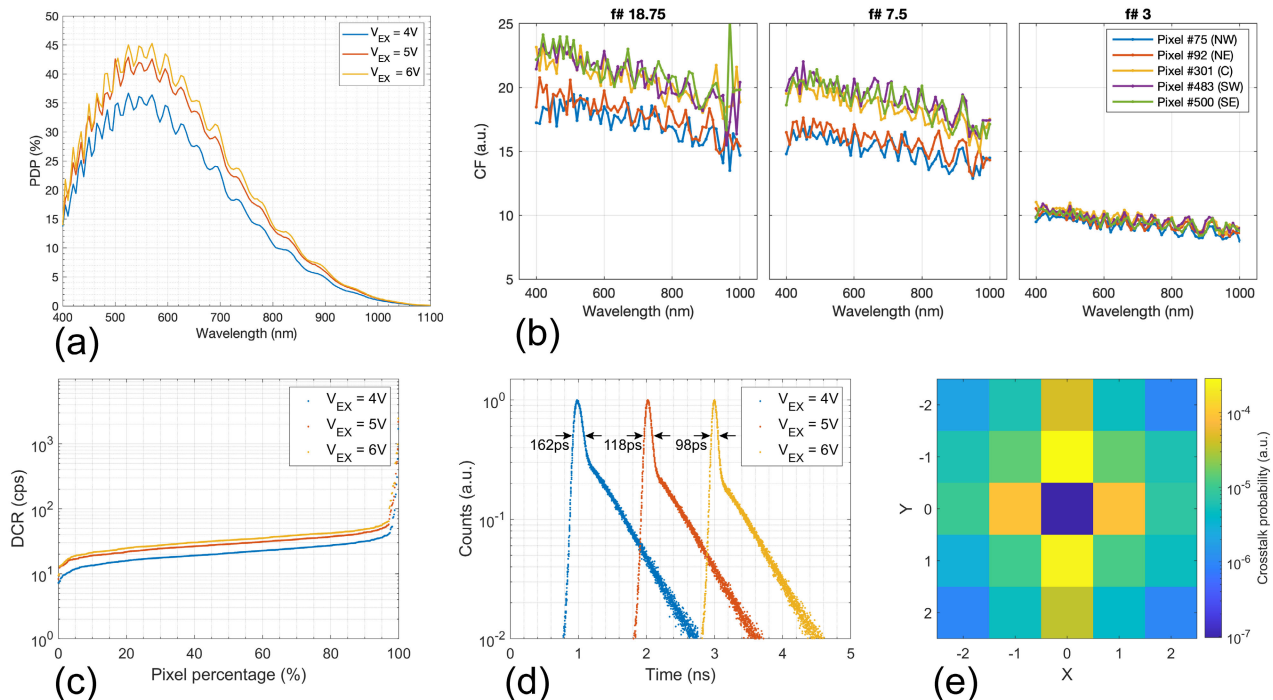 PDP (%)
50
45
40
35
30
25
20
15
10
5
0
400 500 600 700 800 900 1000 1100
Wavelength (nm)
V_EX = 4V
V_EX = 5V
V_EX = 6V
(a)
f# 18.75
f# 7.5
f# 3
CF (a.u.)
25
20
15
10
5
400 600 800 1000
Wavelength (nm)
400 600 800 1000
Wavelength (nm)
400 600 800 1000
Wavelength (nm)
Pixel #75 (NW)
Pixel #92 (NE)
Pixel #301 (C)
Pixel #483 (SW)
Pixel #500 (SE)
(b)
DCR (cps)
10^3
10^2
10^1
10^0
0 20 40 60 80 100
Pixel percentage (%)
V_EX = 4V
V_EX = 5V
V_EX = 6V
(c)
Counts (a.u.)
10^0
10^-1
10^-2
0 1 2 3 4 5
Time (ns)
162ps
118ps
98ps
V_EX = 4V
V_EX = 5V
V_EX = 6V
(d)
Y
-2
-1
0
1
2
-2 -1 0 1 2
X
10^-4
10^-5
10^-6
10^-7
Crosstalk probability (a.u.)
(e)